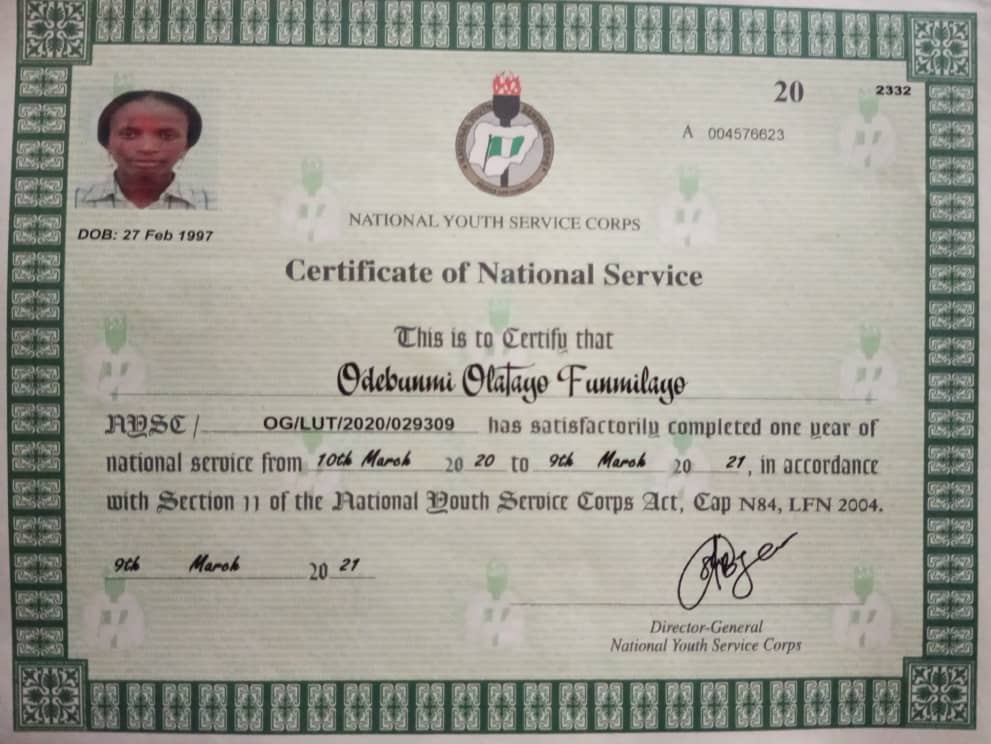 20 2332
A 004576623
DOB: 27 Feb 1997
NATIONAL YOUTH SERVICE CORPS
Certificate of National Service
This is to Certify that
Odebunmi Olatayo Funmilayo
NYSC/ OG/LUT/2020/029309 has satisfactorily completed one year of
national service from 10th March 20 20 to 9th March 20 21, in accordance
with Section 11 of the National Youth Service Corps Act, Cap N84, LFN 2004.
9th March 20 21
Director-General
National Youth Service Corps